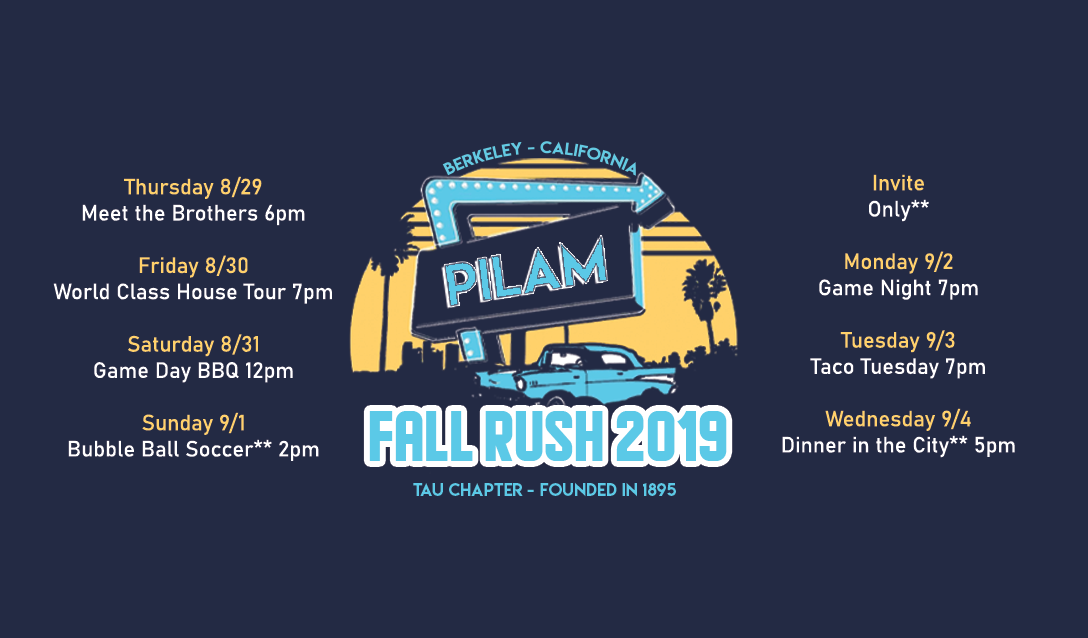 Thursday 8/29
Meet the Brothers 6pm
Friday 8/30
World Class House Tour 7pm
Saturday 8/31
Game Day BBQ 12pm
Sunday 9/1
Bubble Ball Soccer** 2pm
BERKELEY - CALIFORNIA
PILAM
FALL RUSH 2019
TAU CHAPTER - FOUNDED IN 1895
Invite
Only**
Monday 9/2
Game Night 7pm
Tuesday 9/3
Taco Tuesday 7pm
Wednesday 9/4
Dinner in the City** 5pm